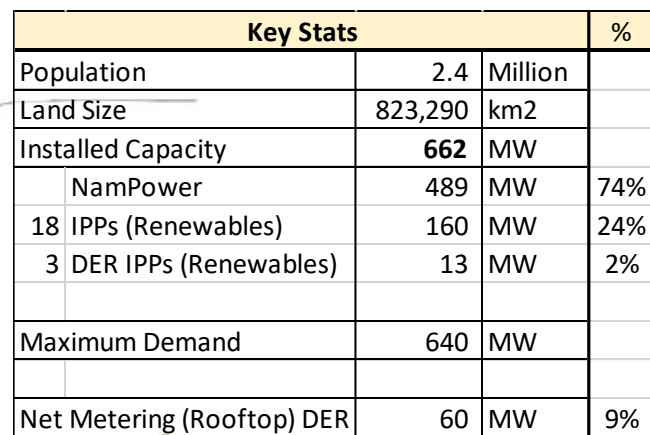 Key Stats %
Population 2.4 Million
Land Size 823,290 km2
Installed Capacity 662 MW
NamPower 489 MW 74%
18 IPPs (Renewables) 160 MW 24%
3 DER IPPs (Renewables) 13 MW 2%
Maximum Demand 640 MW
Net Metering (Rooftop) DER 60 MW 9%